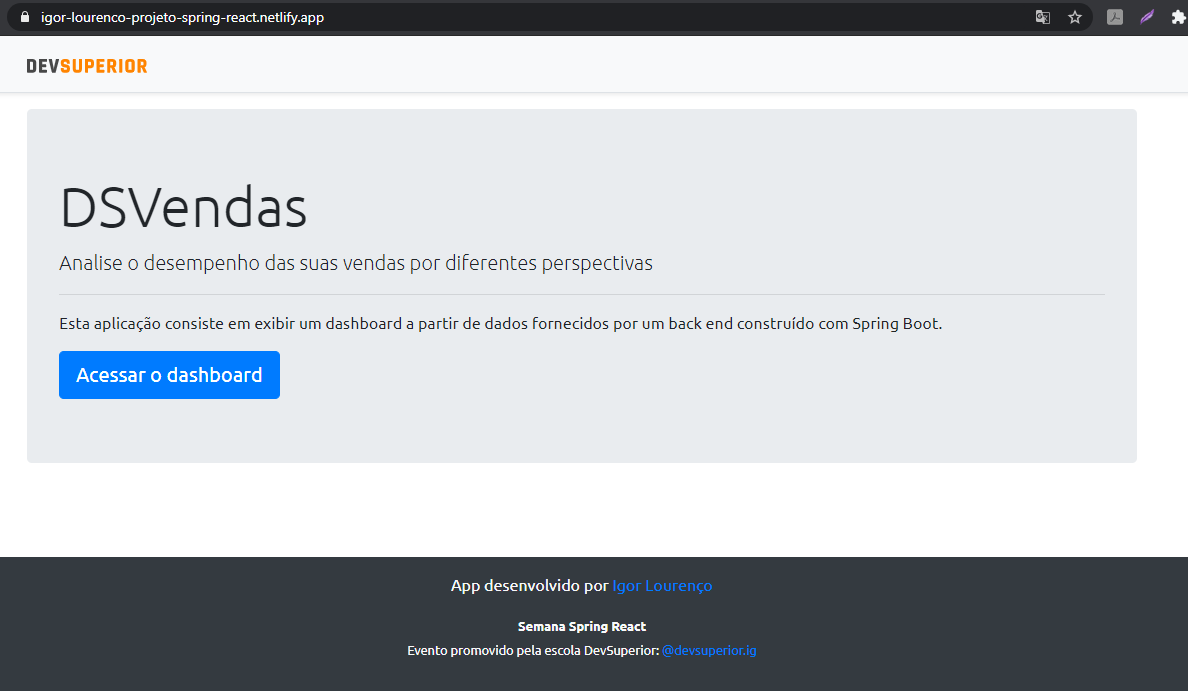 igor-lourenco-projeto-spring-react.netlify.app
DEVSUPERIOR
DSVendas
Analise o desempenho das suas vendas por diferentes perspectivas
Esta aplicação consiste em exibir um dashboard a partir de dados fornecidos por um back end construído com Spring Boot.
Acessar o dashboard
App desenvolvido por Igor Lourenço
Semana Spring React
Evento promovido pela escola DevSuperior: @devsuperior.ig